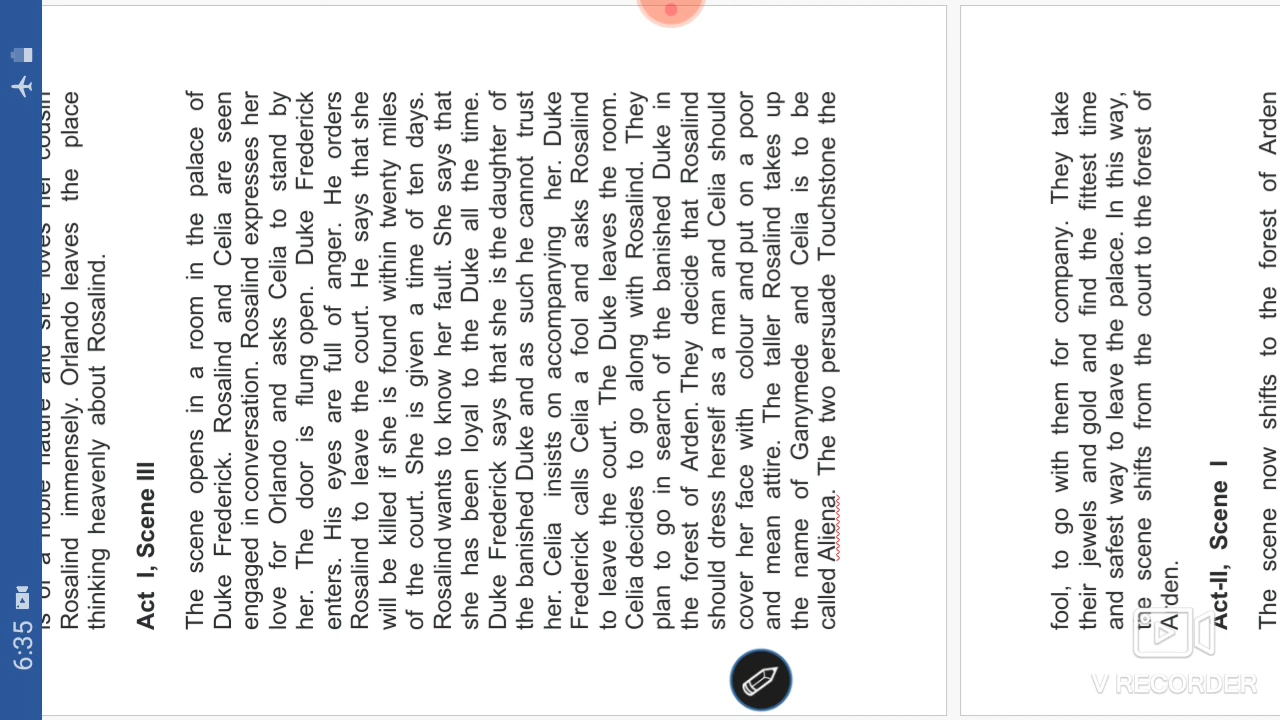 6:35
is of a noble nature and she loves her cousin
Rosalind immensely. Orlando leaves the place
thinking heavenly about Rosalind.
Act I, Scene III
The scene opens in a room in the palace of
Duke Frederick. Rosalind and Celia are seen
engaged in conversation. Rosalind expresses her
love for Orlando and asks Celia to stand by
her. The door is flung open. Duke Frederick
enters. His eyes are full of anger. He orders
Rosalind to leave the court. He says that she
will be killed if she is found within twenty miles
of the court. She is given a time of ten days.
Rosalind wants to know her fault. She says that
she has been loyal to the Duke all the time.
Duke Frederick says that she is the daughter of
the banished Duke and as such he cannot trust
her. Celia insists on accompanying her. Duke
Frederick calls Celia a fool and asks Rosalind
to leave the court. The Duke leaves the room.
Celia decides to go along with Rosalind. They
plan to go in search of the banished Duke in
the forest of Arden. They decide that Rosalind
should dress herself as a man and Celia should
cover her face with colour and put on a poor
and mean attire. The taller Rosalind takes up
the name of Ganymede and Celia is to be
called Aliena. The two persuade Touchstone the
fool, to go with them for company. They take
their jewels and gold and find the fittest time
and safest way to leave the palace. In this way,
the scene shifts from the court to the forest of
Arden.
Act-II, Scene I
The scene now shifts to the forest of Arden
V RECORDER